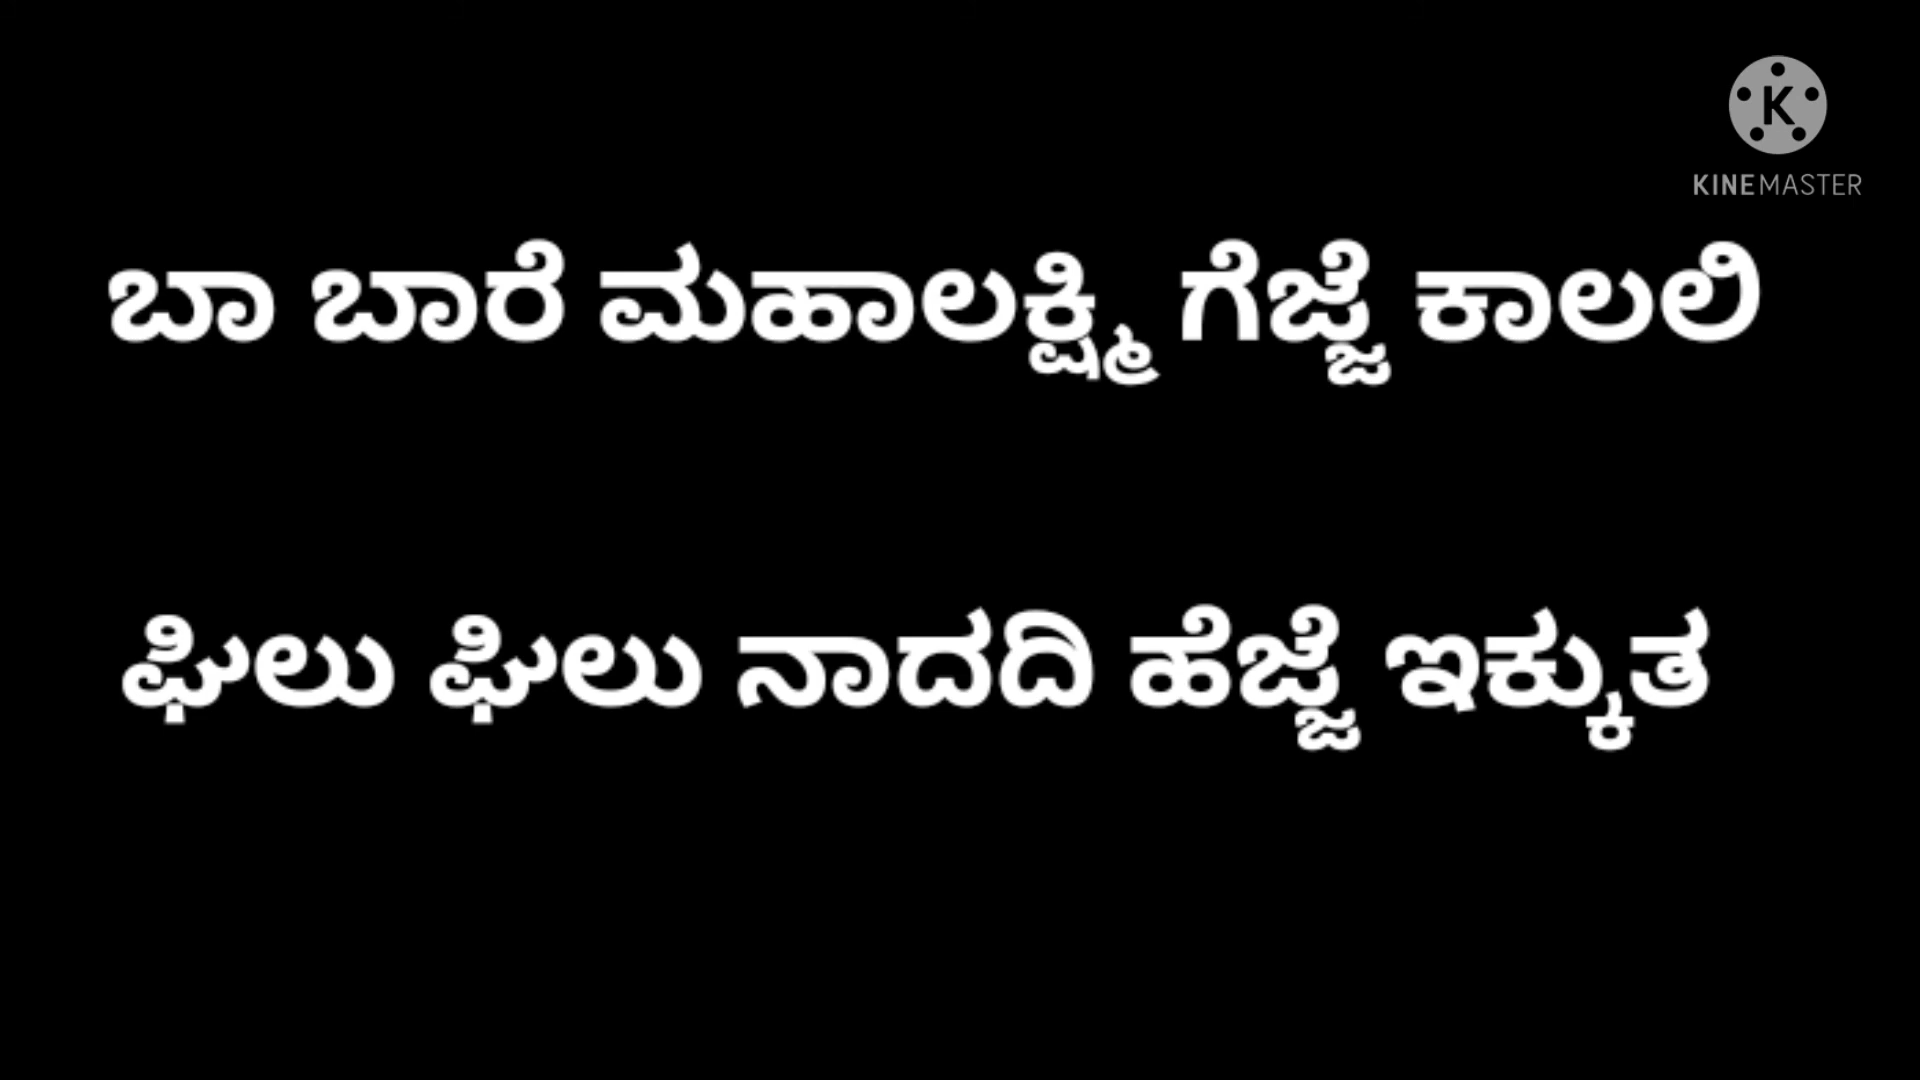 KINEMASTER
ಬಾ ಬಾರೆ ಮಹಾಲಕ್ಷ್ಮಿ ಗೆಜ್ಜೆ ಕಾಲಲಿ
ಘಿಲು ಘಿಲು ನಾದದಿ ಹೆಜ್ಜೆ ಇಕ್ಕುತ